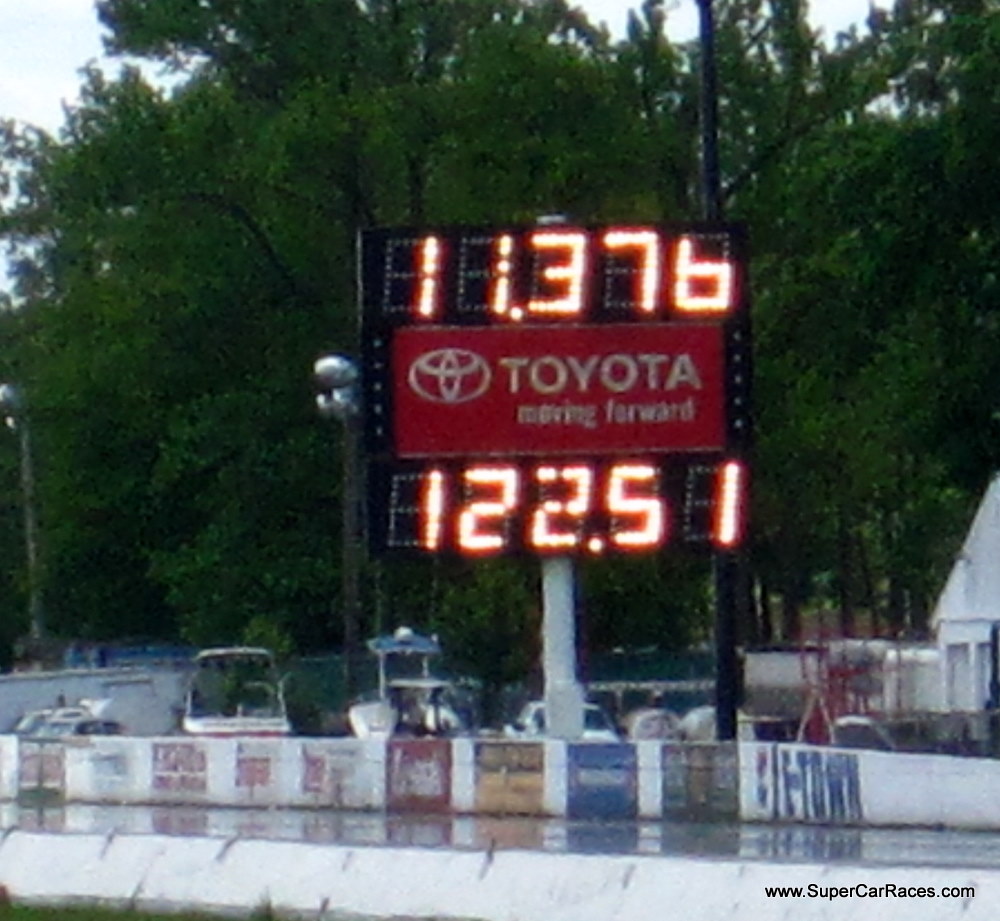 11.376
TOYOTA
moving forward
122.51
www.SuperCarRaces.com